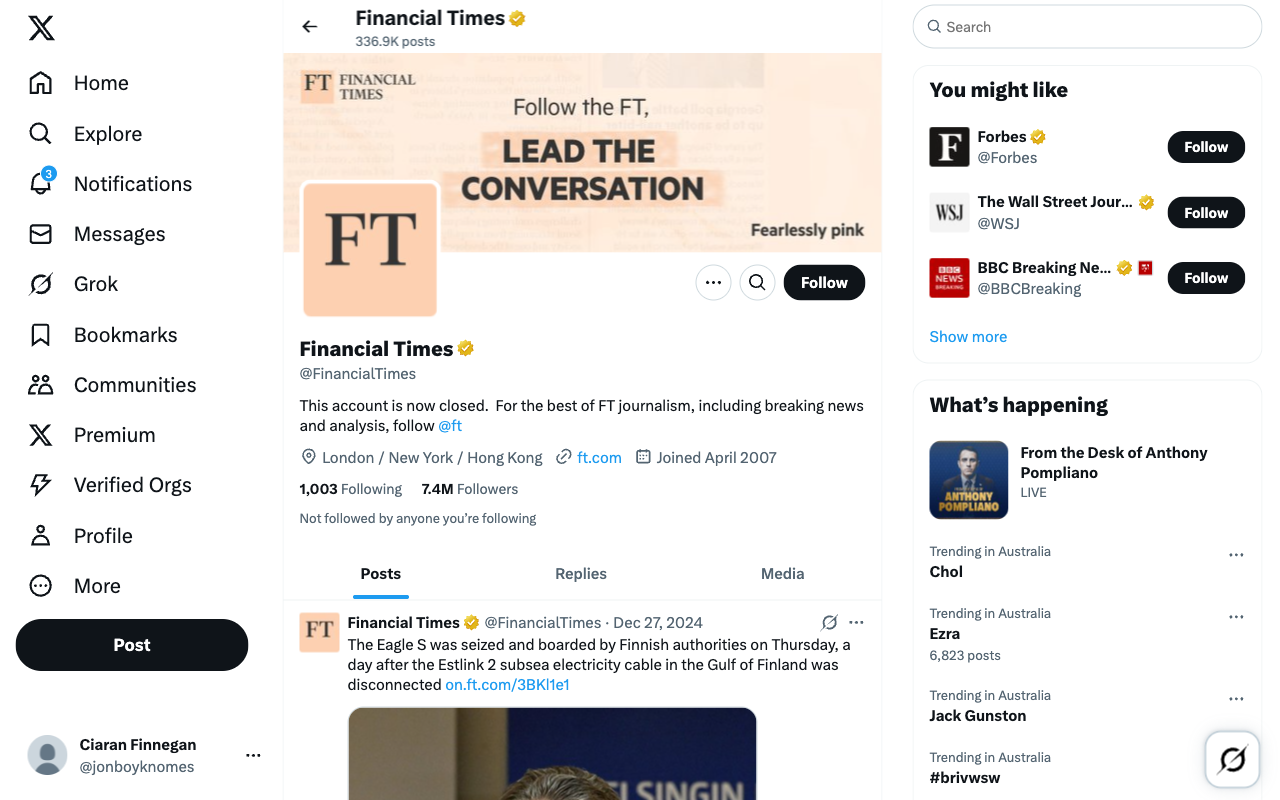 Home
Explore
3
Notifications
Messages
Grok
Bookmarks
Communities
Premium
Verified Orgs
Profile
More
Post
Ciaran Finnegan
@jonboyknomes
Financial Times
336.9K posts
FT FINANCIAL
TIMES
Follow the FT,
LEAD THE
CONVERSATION
Fearlessly pink
FT
Follow
Financial Times
@FinancialTimes
This account is now closed. For the best of FT journalism, including breaking news
and analysis, follow @ft
London / New York / Hong Kong ft.com Joined April 2007
1,003 Following 7.4M Followers
Not followed by anyone you’re following
Posts Replies Media
FT
Financial Times @FinancialTimes · Dec 27, 2024
The Eagle S was seized and boarded by Finnish authorities on Thursday, a
day after the Estlink 2 subsea electricity cable in the Gulf of Finland was
disconnected on.ft.com/3BKl1e1
ELSINGIN
Search
You might like
F
Forbes
@Forbes
Follow
WSJ
The Wall Street Jour...
@WSJ
Follow
BBC
NEWS
BREAKING
BBC Breaking Ne...
@BBCBreaking
Follow
Show more
What’s happening
ANTHONY
POMPLIANO
From the Desk of Anthony
Pompliano
LIVE
Trending in Australia
Chol
Trending in Australia
Ezra
6,823 posts
Trending in Australia
Jack Gunston
Trending in Australia
#brivwsw